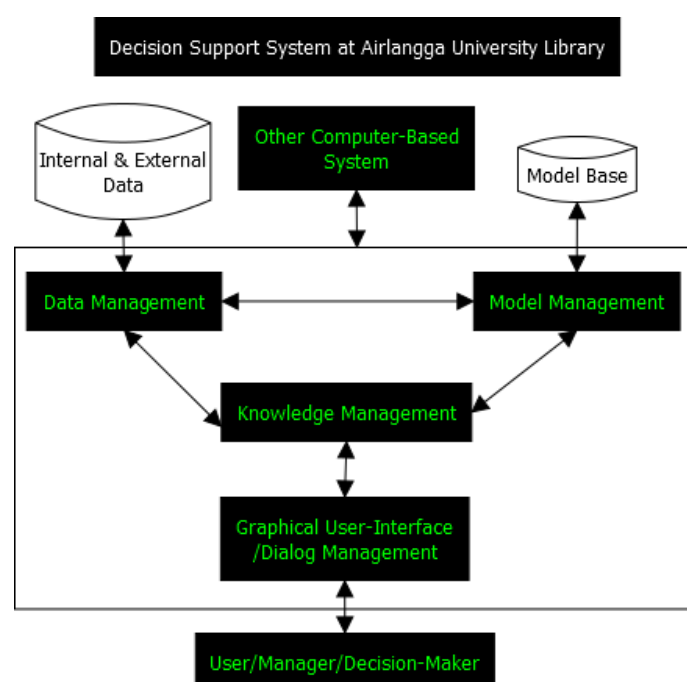 Decision Support System at Airlangga University Library
Internal & External
Data
Other Computer-Based
System
Model Base
Data Management
Model Management
Knowledge Management
Graphical User-Interface
/Dialog Management
User/Manager/Decision-Maker